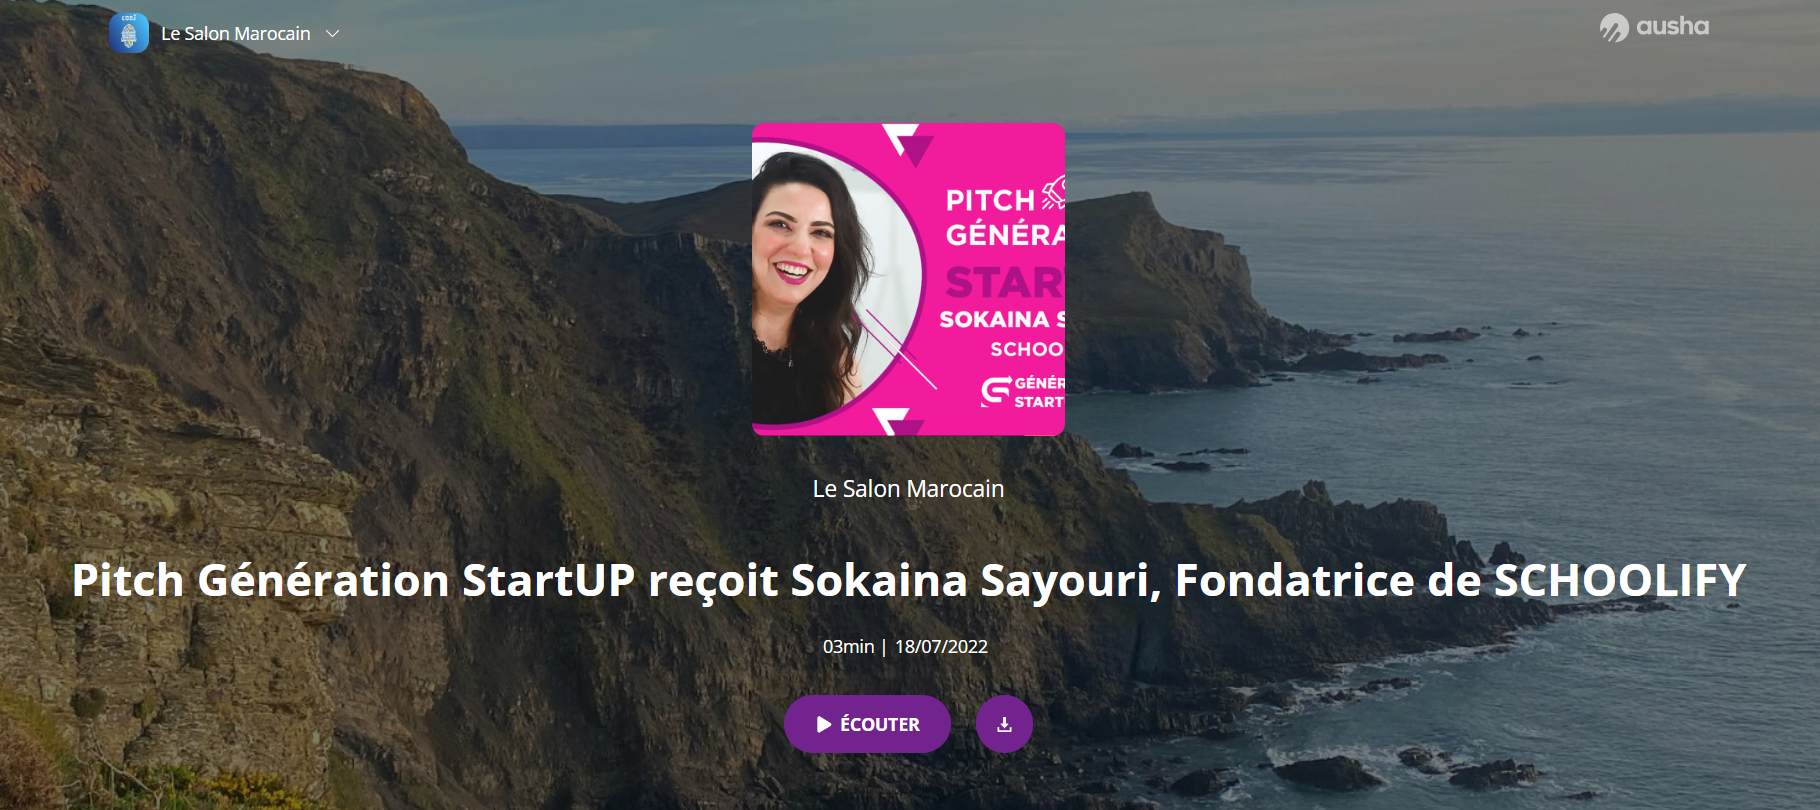 Le Salon Marocain
ausha
PITCH
GÉNÉRA
STAR
SOKAINA S
SCHOO
GÉNÉR
START
Le Salon Marocain
Pitch Génération StartUP reçoit Sokaina Sayouri, Fondatrice de SCHOOLIFY
03min | 18/07/2022
ÉCOUTER